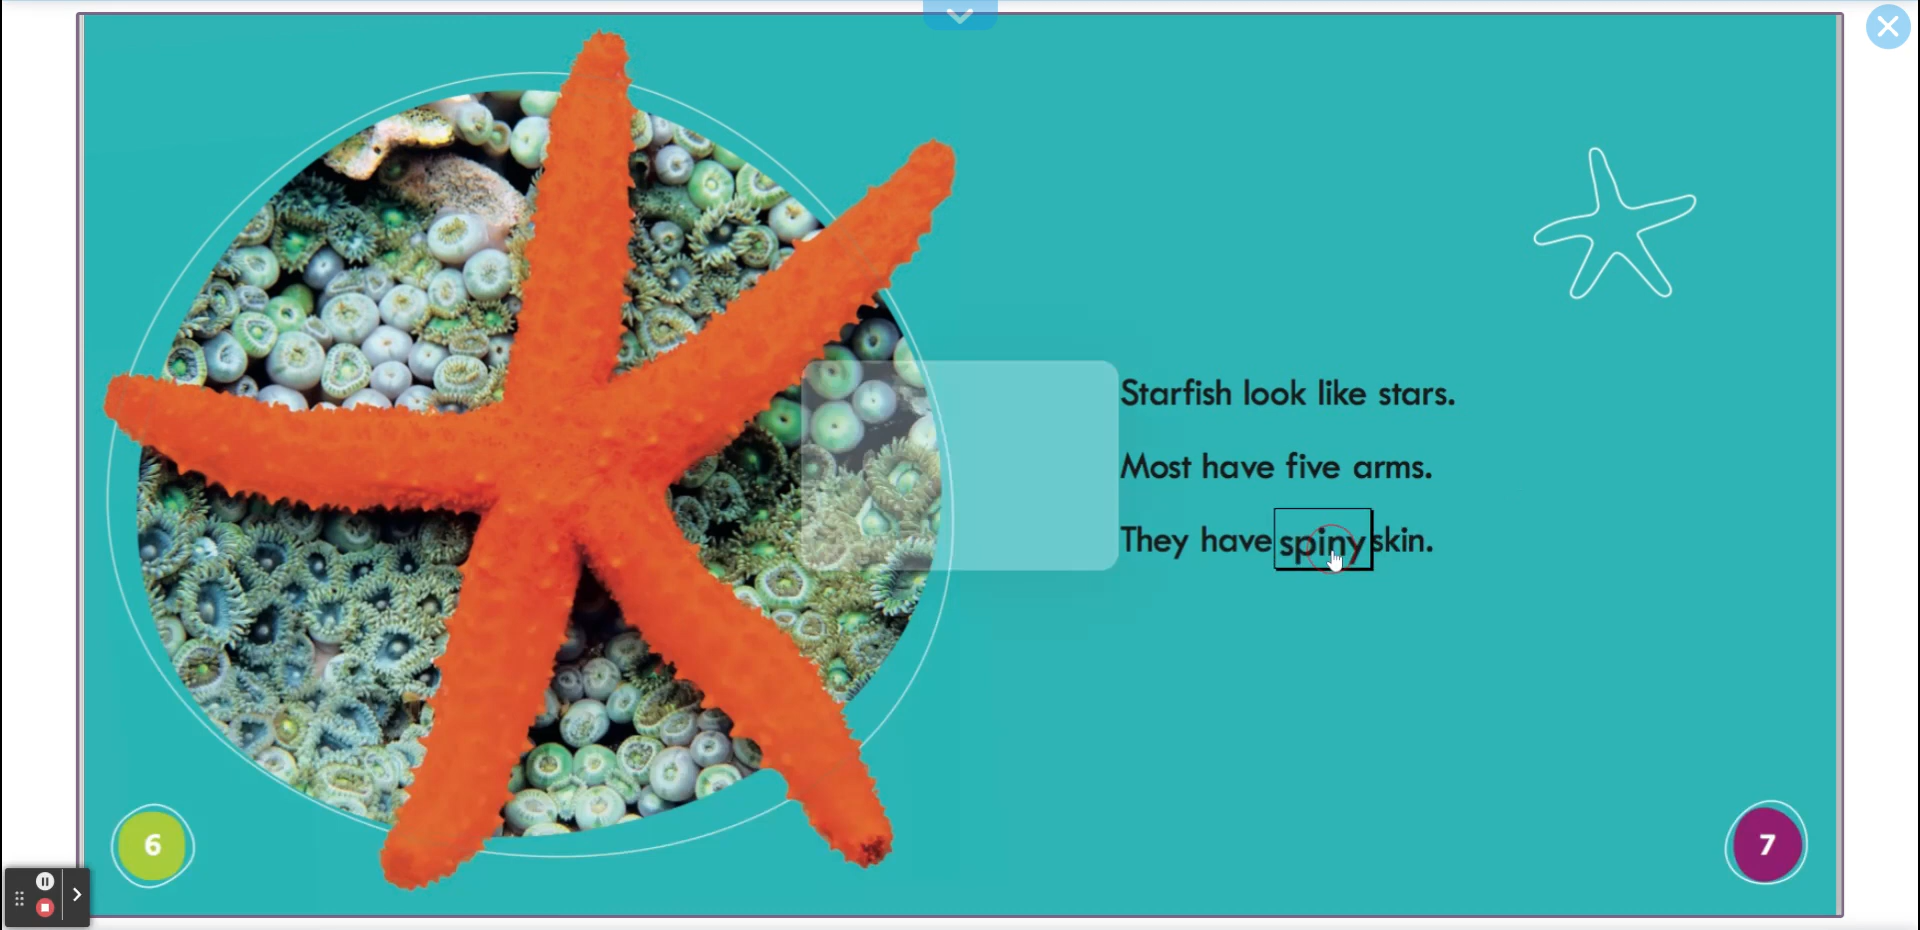 Starfish look like stars.
Most have five arms.
They have spiny skin.
6
7